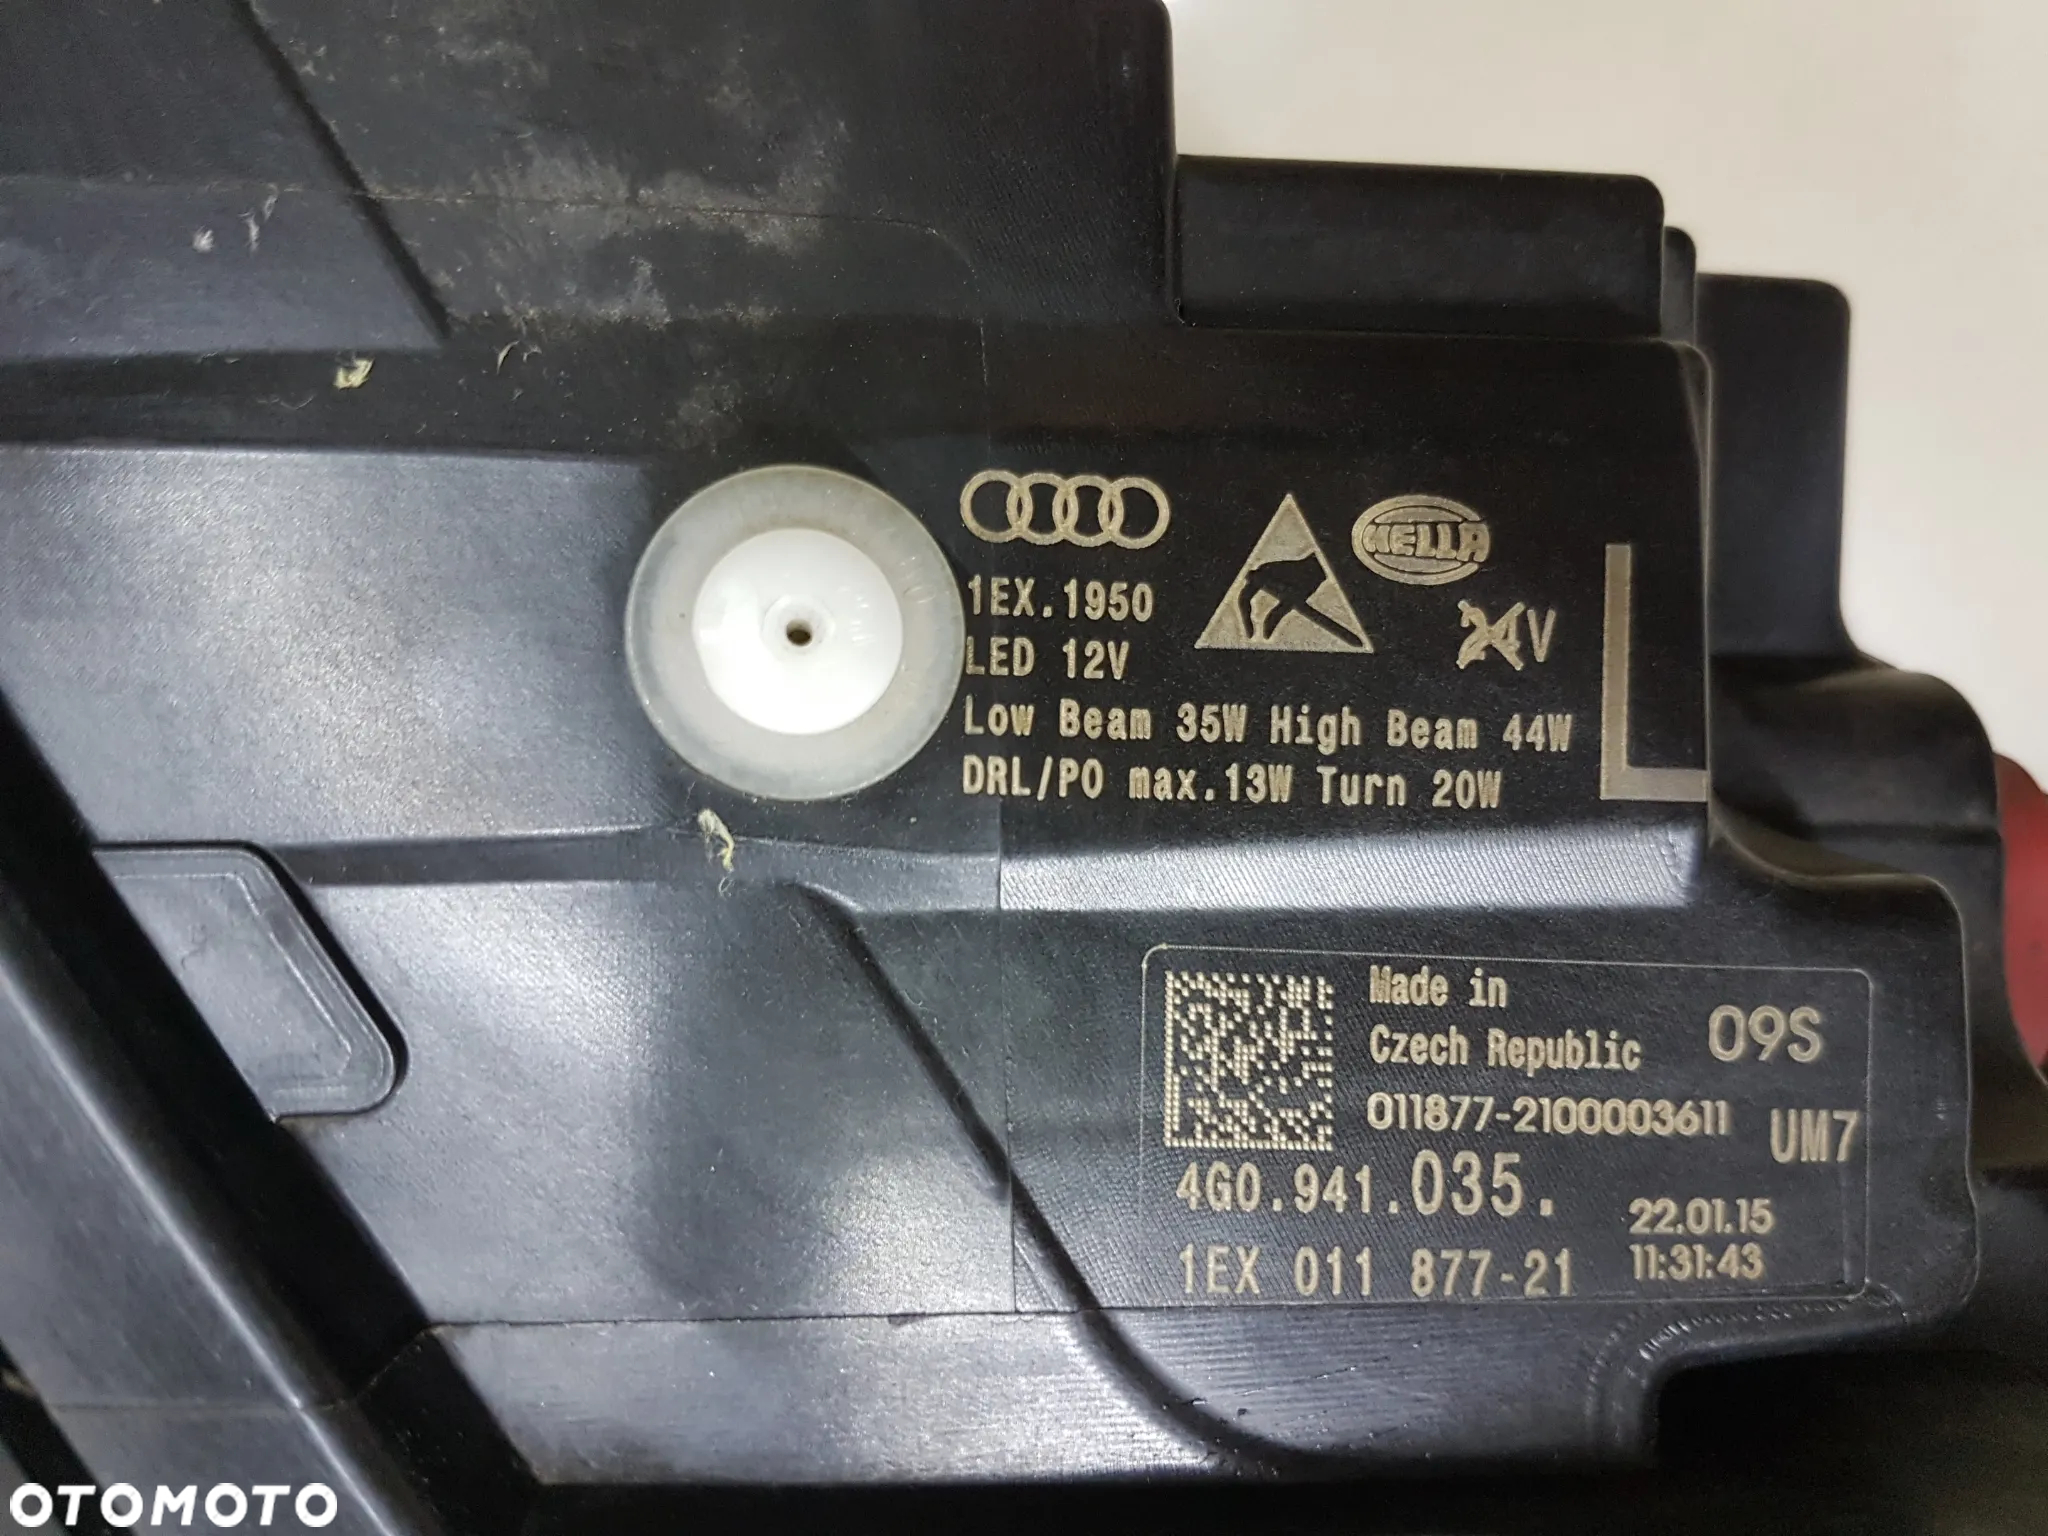 HELLA
1EX.1950
24V
LED 12V
L
Low Beam 35W High Beam 44W
DRL/PO max.13W Turn 20W
Made in
Czech Republic
09S
011877-2100003611
UM7
4G0.941.035.
22.01.15
1EX 011 877-21
11:31:43
OTOMOTO